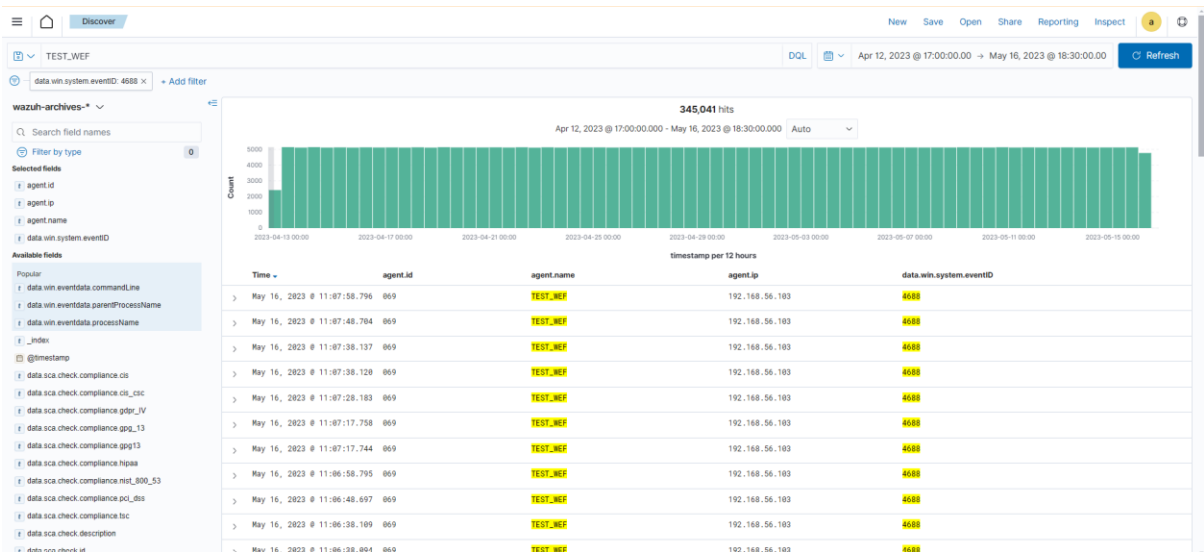 Discover
New Save Open Share Reporting Inspect a
TEST_WEF DQL Apr 12, 2023 @ 17:00:00.00 → May 16, 2023 @ 18:30:00.00 Refresh
data.win.system.eventID: 4688 × + Add filter
wazuh-archives-*
Search field names
Filter by type 0
Selected fields
t agent.id
t agent.ip
t agent.name
t data.win.system.eventID
Available fields
Popular
t data.win.eventdata.commandLine
t data.win.eventdata.parentProcessName
t data.win.eventdata.processName
t _index
@timestamp
t data.sca.check.compliance.cis
t data.sca.check.compliance.cis_csc
t data.sca.check.compliance.gdpr_IV
t data.sca.check.compliance.gpg_13
t data.sca.check.compliance.gpg13
t data.sca.check.compliance.hipaa
t data.sca.check.compliance.nist_800_53
t data.sca.check.compliance.pci_dss
t data.sca.check.compliance.tsc
t data.sca.check.description
t data.sca.check.id
345,041 hits
Apr 12, 2023 @ 17:00:00.000 - May 16, 2023 @ 18:30:00.000 Auto
Count
5000
4000
3000
2000
1000
0
2023-04-13 00:00 2023-04-17 00:00 2023-04-21 00:00 2023-04-25 00:00 2023-04-29 00:00 2023-05-03 00:00 2023-05-07 00:00 2023-05-11 00:00 2023-05-15 00:00
timestamp per 12 hours
Time agent.id agent.name agent.ip data.win.system.eventID
May 16, 2023 @ 11:07:58.796 069 TEST_WEF 192.168.56.103 4688
May 16, 2023 @ 11:07:48.704 069 TEST_WEF 192.168.56.103 4688
May 16, 2023 @ 11:07:38.137 069 TEST_WEF 192.168.56.103 4688
May 16, 2023 @ 11:07:38.120 069 TEST_WEF 192.168.56.103 4688
May 16, 2023 @ 11:07:28.183 069 TEST_WEF 192.168.56.103 4688
May 16, 2023 @ 11:07:17.758 069 TEST_WEF 192.168.56.103 4688
May 16, 2023 @ 11:07:17.744 069 TEST_WEF 192.168.56.103 4688
May 16, 2023 @ 11:06:58.795 069 TEST_WEF 192.168.56.103 4688
May 16, 2023 @ 11:06:48.697 069 TEST_WEF 192.168.56.103 4688
May 16, 2023 @ 11:06:38.109 069 TEST_WEF 192.168.56.103 4688
May 16, 2023 @ 11:06:38.094 069 TEST_WEF 192.168.56.103 4688